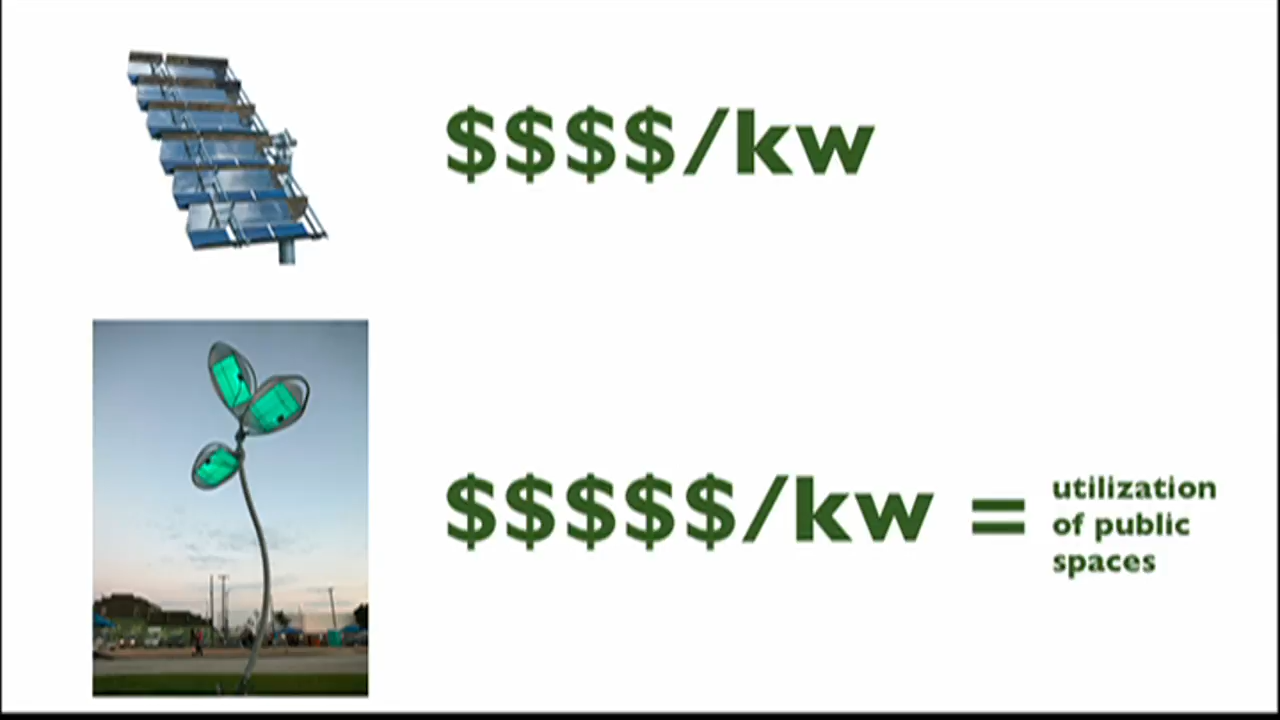 $$$$/kw
$$$$$/kw =
utilization
of public
spaces